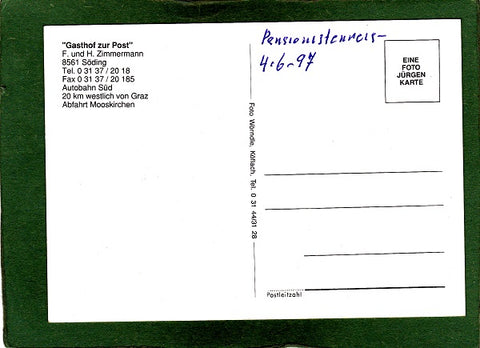 "Gasthof zur Post"
F. und H. Zimmermann
8561 Söding
Tel. 0 31 37 / 20 18
Fax 0 31 37 / 20 185
Autobahn Süd
20 km westlich von Graz
Abfahrt Mooskirchen
Pensionistenreis-
4.6.97
EINE
FOTO
JÜRGEN
KARTE
Foto Wörndle, Köflach, Tel. 0 31 44/31 28
Postleitzahl